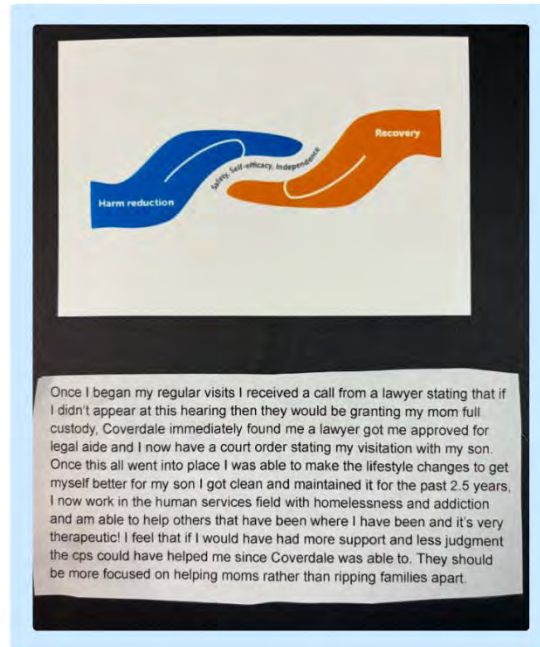 Recovery
Safety, Self-efficacy, Independence
Harm reduction
Once I began my regular visits I received a call from a lawyer stating that if
I didn't appear at this hearing then they would be granting my mom full
custody, Coverdale immediately found me a lawyer got me approved for
legal aide and I now have a court order stating my visitation with my son.
Once this all went into place I was able to make the lifestyle changes to get
myself better for my son I got clean and maintained it for the past 2.5 years,
I now work in the human services field with homelessness and addiction
and am able to help others that have been where I have been and it's very
therapeutic! I feel that if I would have had more support and less judgment
the cps could have helped me since Coverdale was able to. They should
be more focused on helping moms rather than ripping families apart.